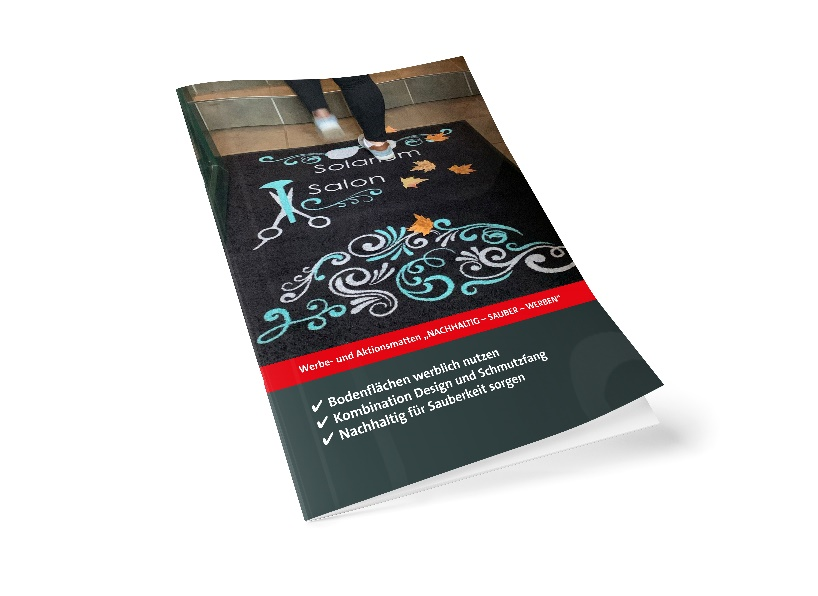 Solarium
Salon
Werbe- und Aktionsmatten „NACHHALTIG – SAUBER – WERBEN“
✔ Bodenflächen werblich nutzen
✔ Kombination Design und Schmutzfang
✔ Nachhaltig für Sauberkeit sorgen